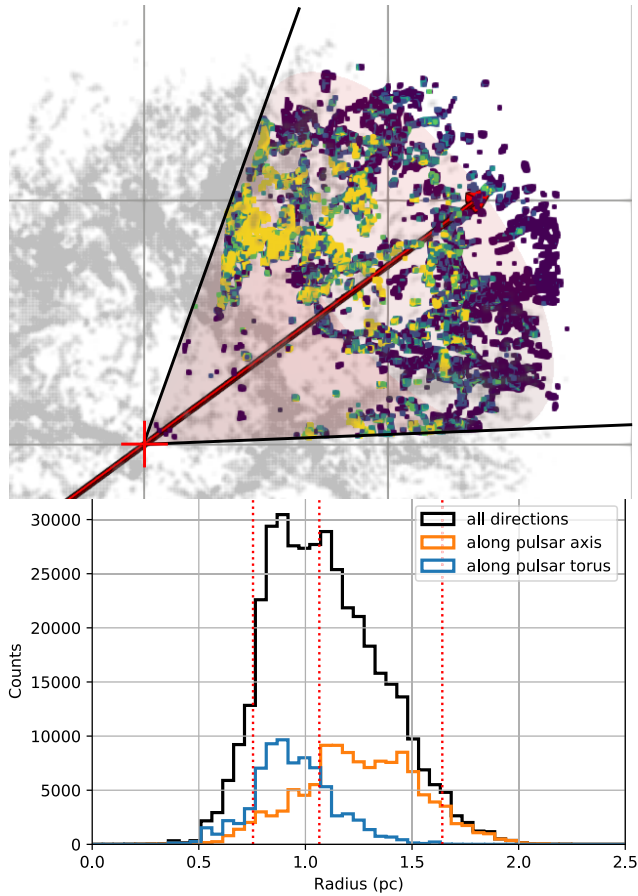 30000
all directions
along pulsar axis
along pulsar torus
25000
20000
15000
10000
5000
0
Counts
0.0 0.5 1.0 1.5 2.0 2.5
Radius (pc)